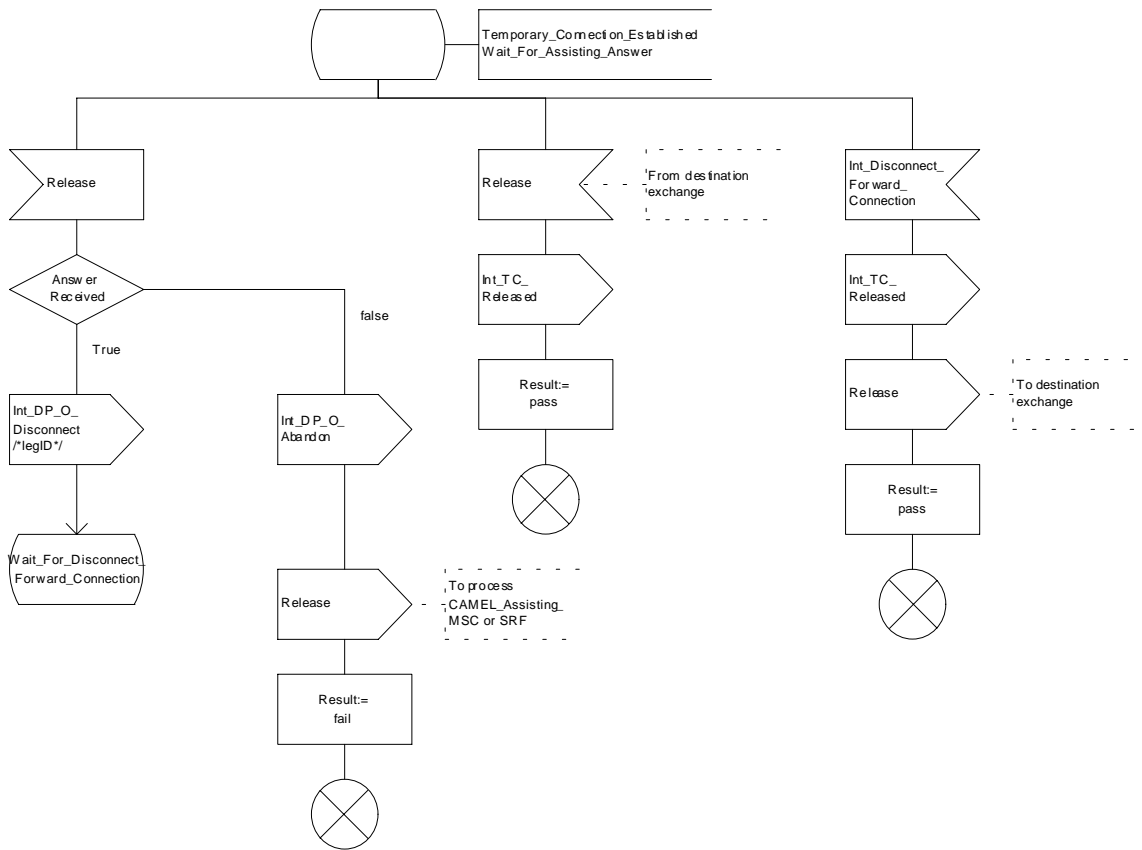 Temporary_Connection_Established
Wait_For_Assisting_Answer
Release
Release
From destination
exchange
Int_Disconnect_
Forward_
Connection
Answer
Received
false
True
Int_TC_
Released
Int_TC_
Released
Result:=
pass
Release
To destination
exchange
Int_DP_O_
Disconnect
/*legID*/
Int_DP_O_
Abandon
Result:=
pass
Wait_For_Disconnect_
Forward_Connection
Release
To process
CAMEL_Assisting_
MSC or SRF
Result:=
fail